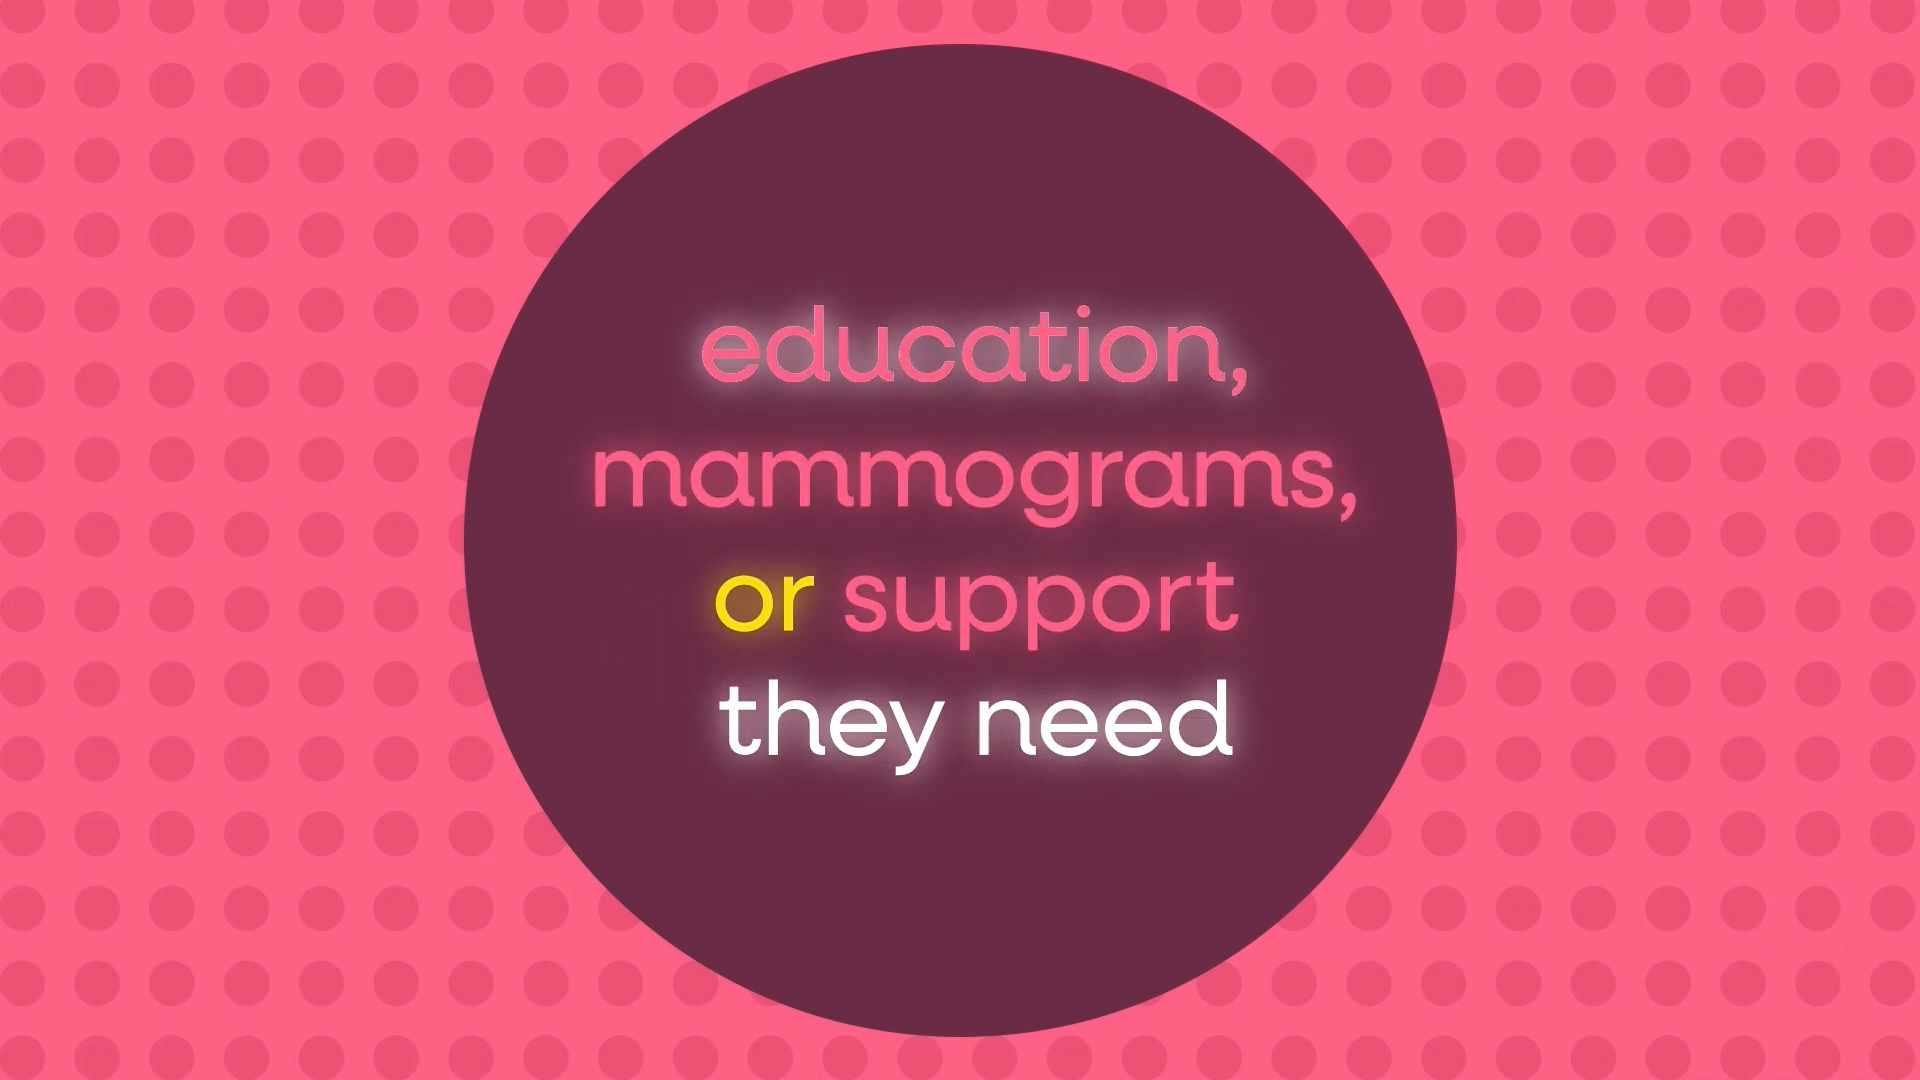 education,
mammograms,
or support
they need